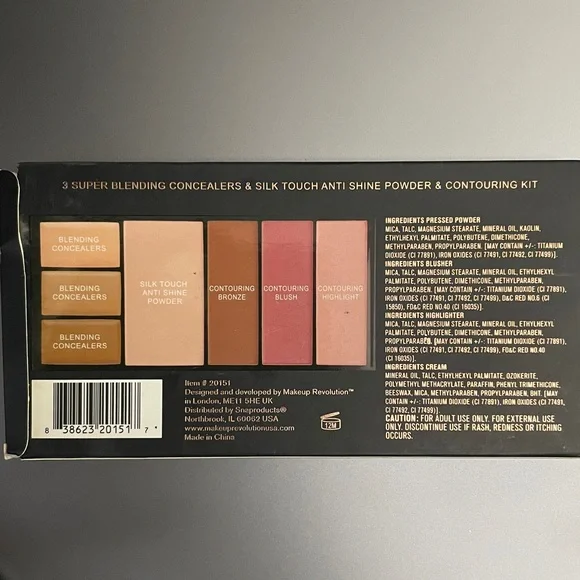 3 SUPER BLENDING CONCEALERS & SILK TOUCH ANTI SHINE POWDER & CONTOURING KIT
BLENDING
CONCEALERS
BLENDING
CONCEALERS
BLENDING
CONCEALERS
SILK TOUCH
ANTI SHINE
POWDER
CONTOURING
BRONZE
CONTOURING
BLUSH
CONTOURING
HIGHLIGHT
INGREDIENTS PRESSED POWDER
MICA, TALC, MAGNESIUM STEARATE, MINERAL OIL, KAOLIN,
ETHYLHEXYL PALMITATE, POLYBUTENE, DIMETHICONE,
METHYLPARABEN, PROPYLPARABEN. [MAY CONTAIN +/-: TITANIUM
DIOXIDE (CI 77891), IRON OXIDES (CI 77491, CI 77492, CI 77499)].
INGREDIENTS BLUSHER
MICA, TALC, MAGNESIUM STEARATE, MINERAL OIL, ETHYLHEXYL
PALMITATE, POLYBUTENE, DIMETHICONE, METHYLPARABEN,
PROPYLPARABEN. [MAY CONTAIN +/-: TITANIUM DIOXIDE (CI 77891),
IRON OXIDES (CI 77491, CI 77492, CI 77499), D&C RED NO.6 (CI
15850), FD&C RED NO.40 (CI 16035)].
INGREDIENTS HIGHLIGHTER
MICA, TALC, MAGNESIUM STEARATE, MINERAL OIL, ETHYLHEXYL
PALMITATE, POLYBUTENE, DIMETHICONE, METHYLPARABEN,
PROPYLPARABEN. [MAY CONTAIN +/-: TITANIUM DIOXIDE (CI 77891),
IRON OXIDES (CI 77491, CI 77492, CI 77499), FD&C RED NO.40
(CI 16035)].
INGREDIENTS CREAM
MINERAL OIL, TALC, ETHYLHEXYL PALMITATE, OZOKERITE,
POLYMETHYL METHACRYLATE, PARAFFIN, PHENYL TRIMETHICONE,
BEESWAX, MICA, METHYLPARABEN, PROPYLPARABEN, BHT. [MAY
CONTAIN +/-: TITANIUM DIOXIDE (CI 77891), IRON OXIDES (CI 77491,
CI 77492, CI 77499)].
CAUTION: FOR ADULT USE ONLY. FOR EXTERNAL USE
ONLY. DISCONTINUE USE IF RASH, REDNESS OR ITCHING
OCCURS.
8 38623 20151 7
Item # 20151
Designed and developed by Makeup Revolution™
in London, ME11 5HE UK
Distributed by Snaproducts®
Northbrook, IL 60062 USA
www.makeuprevolutionusa.com
Made in China
12M